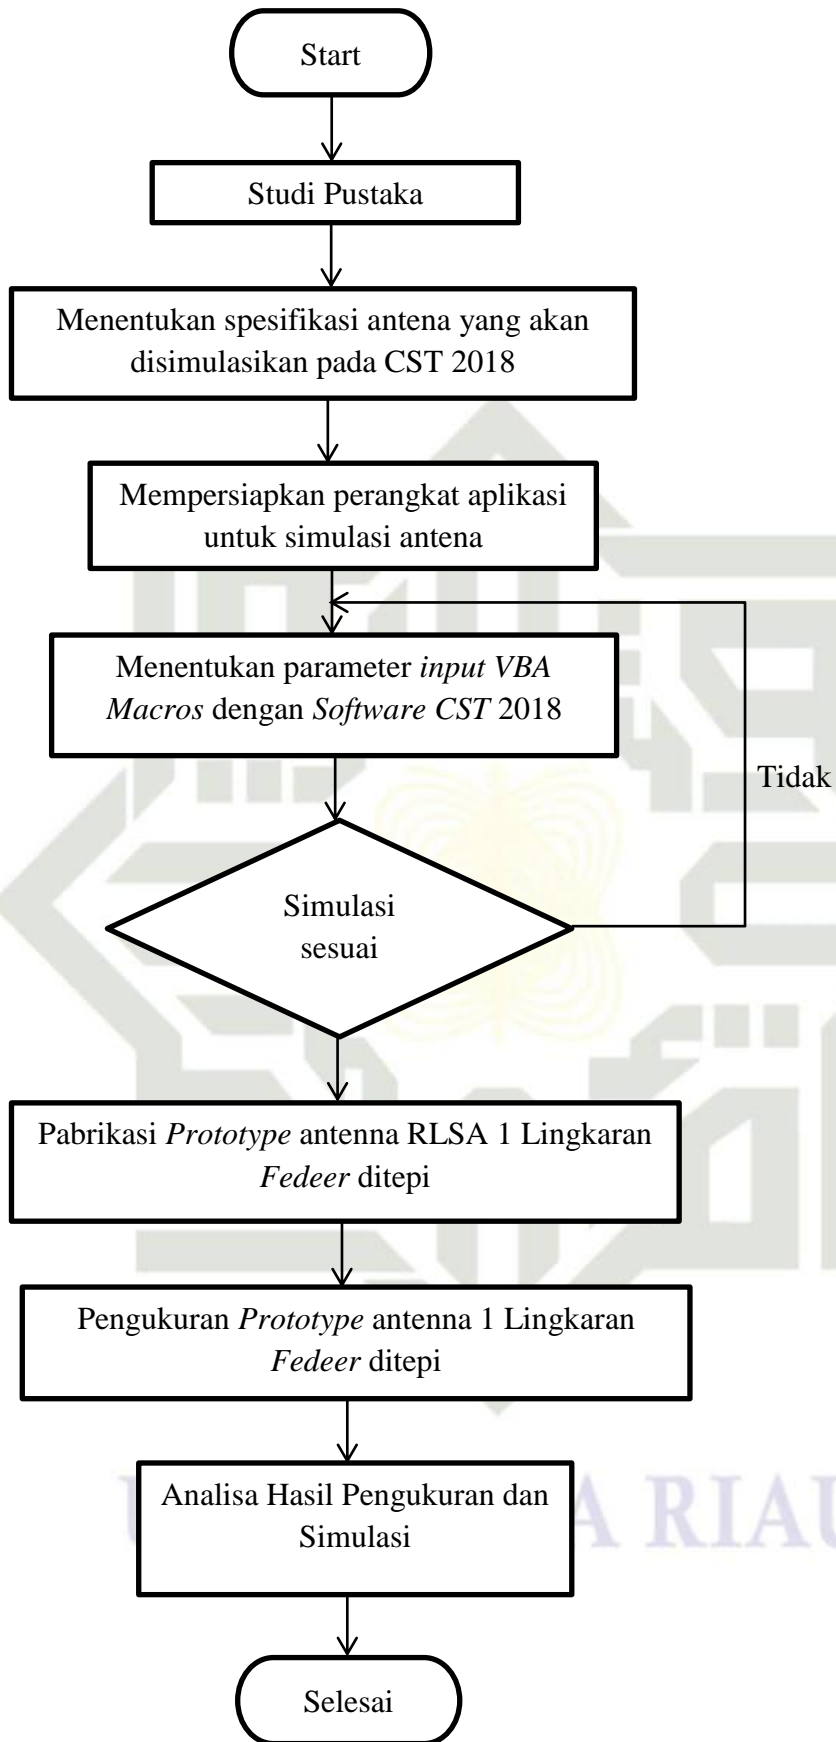 Start
Studi Pustaka
Menentukan spesifikasi antena yang akan
disimulasikan pada CST 2018
Mempersiapkan perangkat aplikasi
untuk simulasi antena
Menentukan parameter input VBA
Macros dengan Software CST 2018
Tidak
Simulasi
sesuai
Pabrikasi Prototype antenna RLSA 1 Lingkaran
Fedeer ditepi
Pengukuran Prototype antenna 1 Lingkaran
Fedeer ditepi
Analisa Hasil Pengukuran dan
Simulasi
A RIAU
Selesai